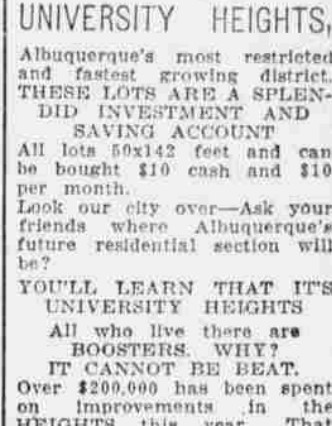 UNIVERSITY HEIGHTS,
Albuquerque's most restricted
and fastest growing district.
THESE LOTS ARE A SPLEN-
DID INVESTMENT AND
SAVING ACCOUNT
All lots 50x142 feet and can
be bought $10 cash and $10
per month.
Look our city over—Ask your
friends where Albuquerque's
future residential section will
be?
YOU'LL LEARN THAT IT'S
UNIVERSITY HEIGHTS
All who live there are
BOOSTERS. WHY?
IT CANNOT BE BEAT.
Over $200,000 has been spent
on improvements in the
HEIGHTS this year. That